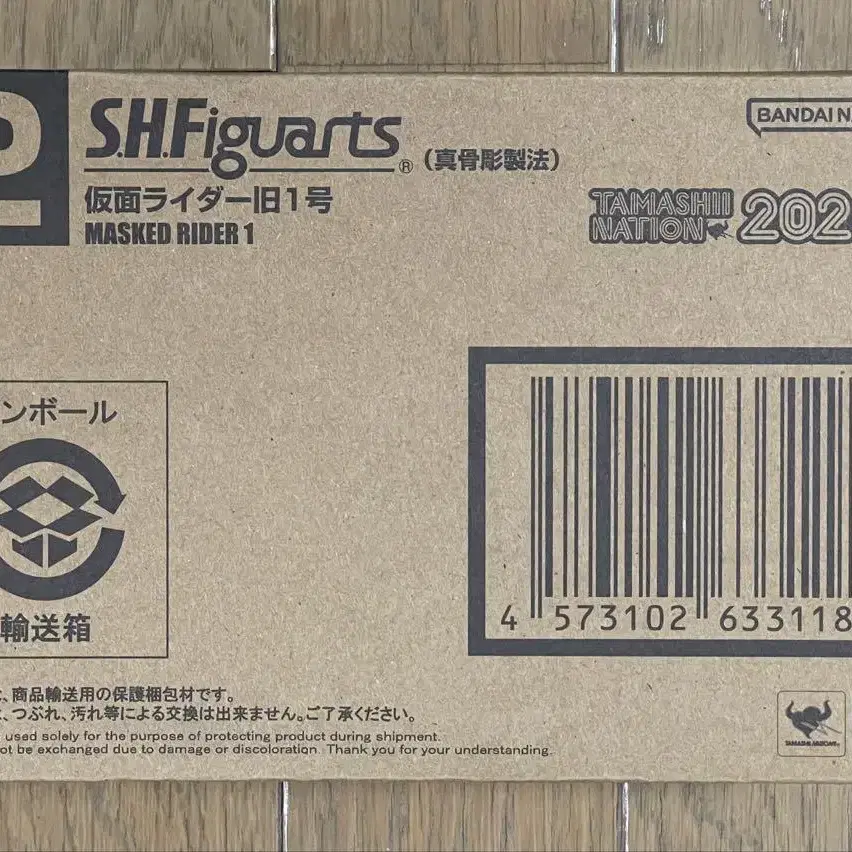 S.H.Figuarts® (真骨彫製法)
仮面ライダー旧1号
MASKED RIDER 1
BANDAI
TAMASHII
NATION 202
ンボール
輸送箱
4 573102 633118
、商品輸送用の保護梱包材です。
、つぶれ、汚れ等による交換は出来ません。ご了承ください。
used solely for the purpose of protecting product during shipment.
ot be exchanged due to damage or discoloration. Thank you for your understanding.
TAMASHII NATIONS